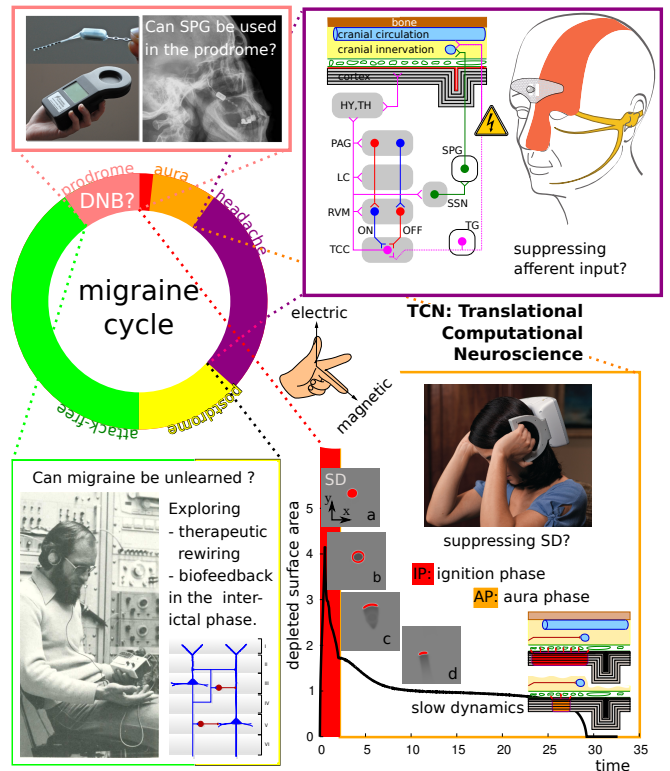 Can SPG be used
in the prodrome?
bone
cranial circulation
cranial innervation
cortex
HY,TH
PAG
LC
RVM
TCC
SPG
SSN
ON
OFF
TG
suppressing
afferent input?
prodrome
aura
headache
DNB?
migraine
cycle
postdrome
attack-free
electric
magnetic
TCN: Translational
Computational
Neuroscience
Can migraine be unlearned ?
Exploring
- therapeutic
rewiring
- biofeedback
in the inter-
ictal phase.
I
II
III
IV
V
VI
suppressing SD?
SD
y
x
a
b
c
d
IP: ignition phase
AP: aura phase
slow dynamics
depleted surface area
5
4
3
2
1
0
0 5 10 15 20 25 30
time